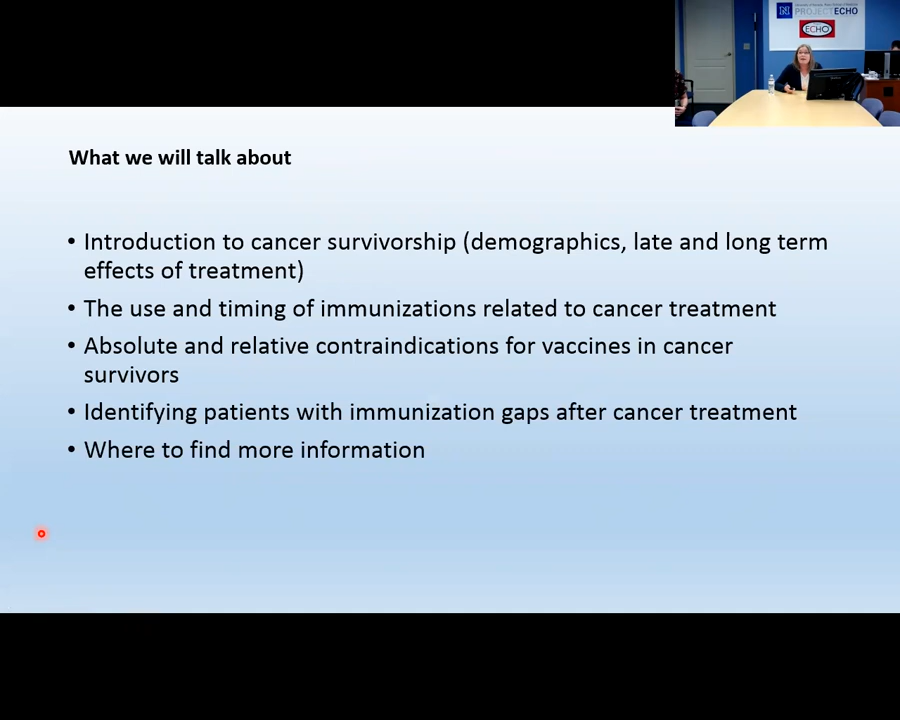 N
PROJECT ECHO
ECHO
What we will talk about
• Introduction to cancer survivorship (demographics, late and long term
effects of treatment)
• The use and timing of immunizations related to cancer treatment
• Absolute and relative contraindications for vaccines in cancer
survivors
• Identifying patients with immunization gaps after cancer treatment
• Where to find more information